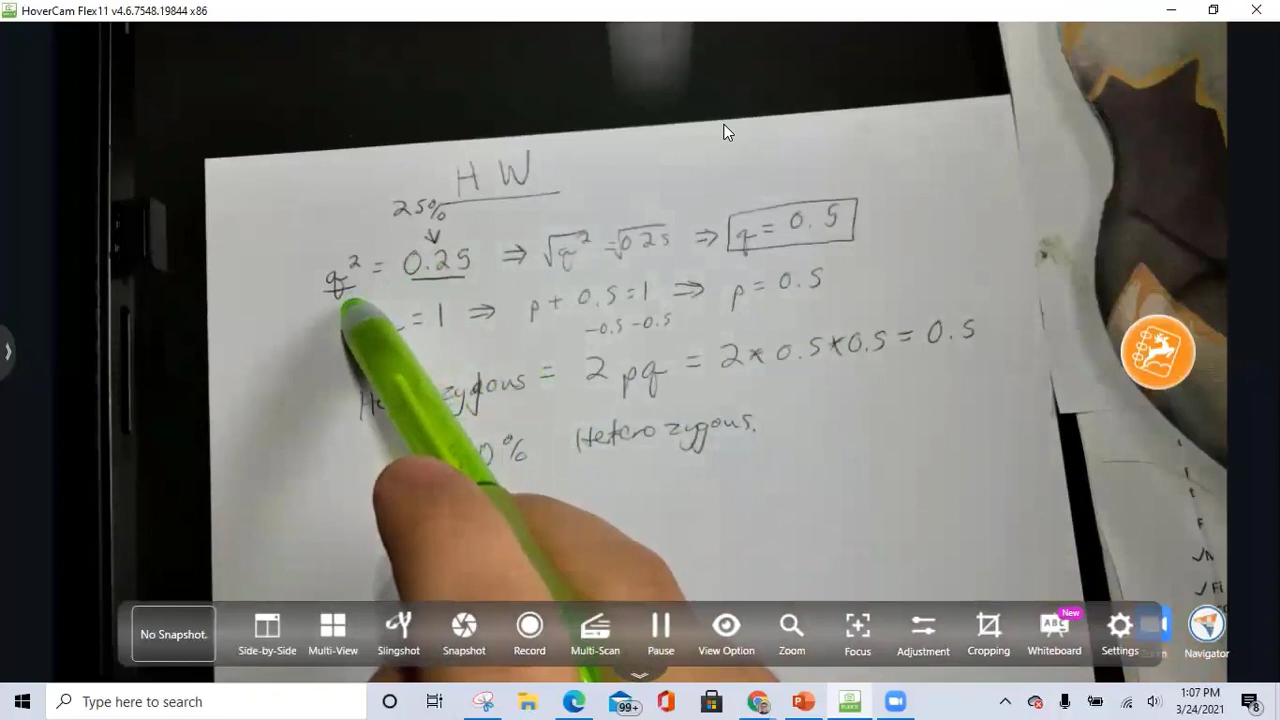 HoverCam Flex11 v4.6.7548.19844 x86
H W
25%
q² = 0.25 ⇒ √q² = √0.25 ⇒ q = 0.5
= 1 ⇒ p + 0.5 = 1 ⇒ p = 0.5
-0.5 -0.5
= 2pq = 2 * 0.5 * 0.5 = 0.5
0% Heterozygous.
No Snapshot.
Side-by-Side
Multi-View
Slingshot
Snapshot
Record
Multi-Scan
Pause
View Option
Zoom
Focus
Adjustment
Cropping
New
ABC
Whiteboard
Settings
Navigator
Type here to search
99+
1:07 PM
3/24/2021
8